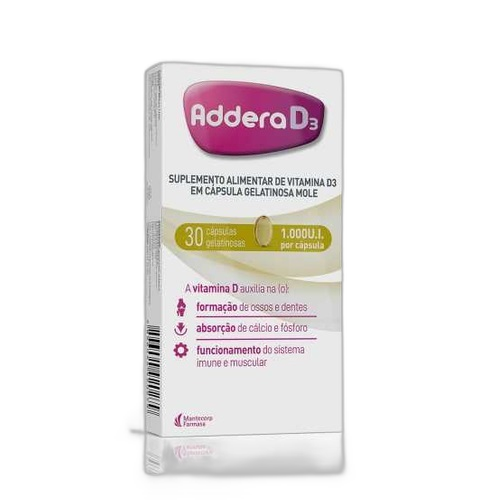 Addera D3
SUPLEMENTO ALIMENTAR DE VITAMINA D3
EM CÁPSULA GELATINOSA MOLE
30 cápsulas
gelatinosas
1.000U.I.
por cápsula
A vitamina D auxilia na (o):
formação de ossos e dentes
absorção de cálcio e fósforo
funcionamento do sistema
imune e muscular
Mantecorp
Farmasa